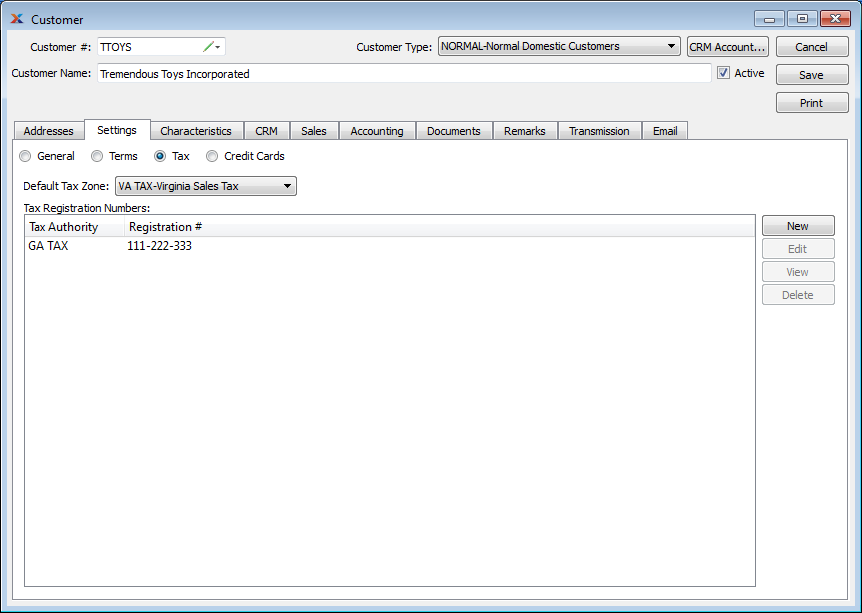 Customer
Customer #: TTOYS Customer Type: NORMAL-Normal Domestic Customers CRM Account... Cancel
Customer Name: Tremendous Toys Incorporated Active Save
Print
Addresses Settings Characteristics CRM Sales Accounting Documents Remarks Transmission Email
General Terms Tax Credit Cards
Default Tax Zone: VA TAX-Virginia Sales Tax
Tax Registration Numbers:
Tax Authority Registration # New
GA TAX 111-222-333 Edit
View
Delete